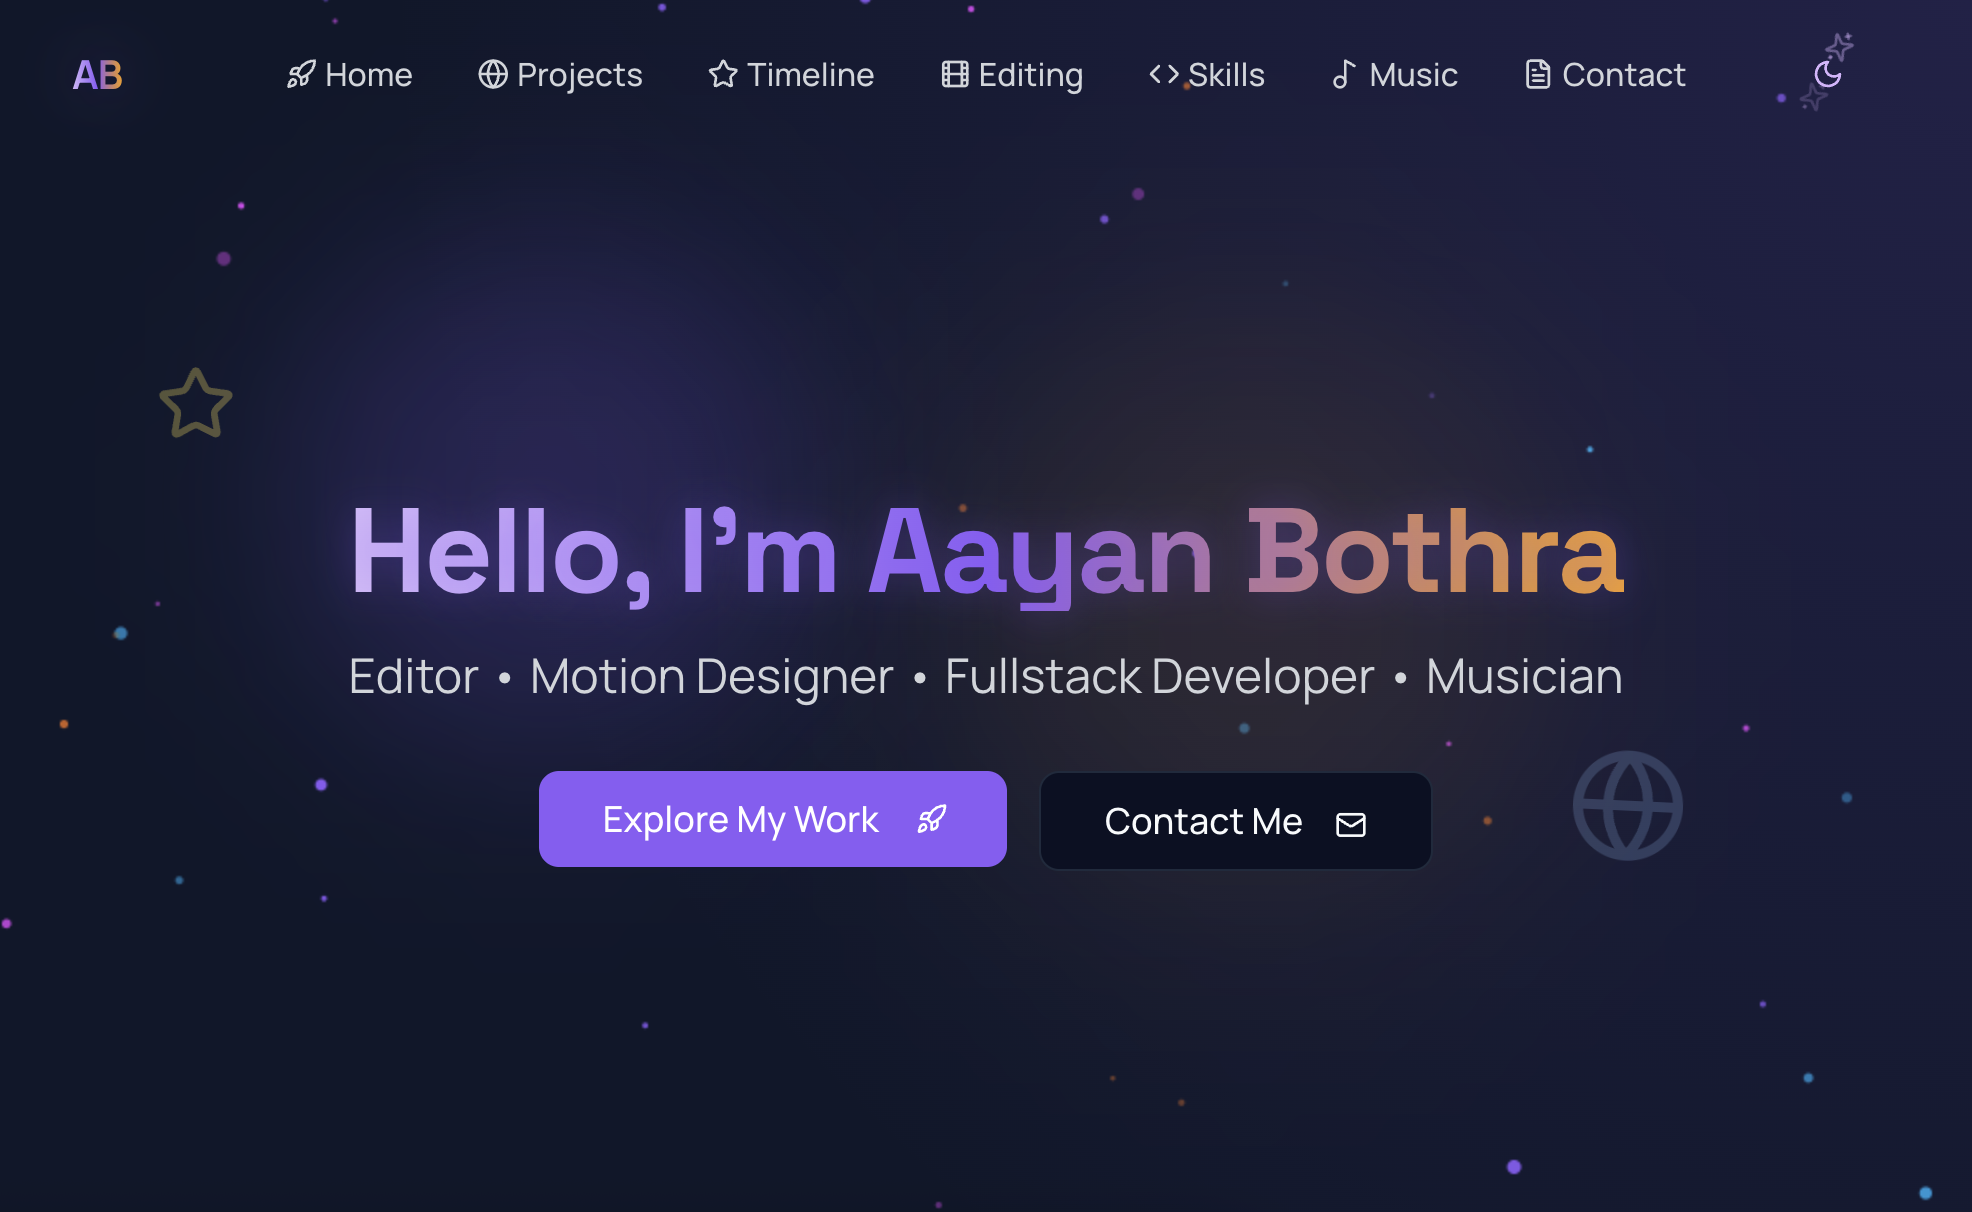 AB Home Projects Timeline Editing Skills Music Contact
Hello, I’m Aayan Bothra
Editor • Motion Designer • Fullstack Developer • Musician
Explore My Work Contact Me